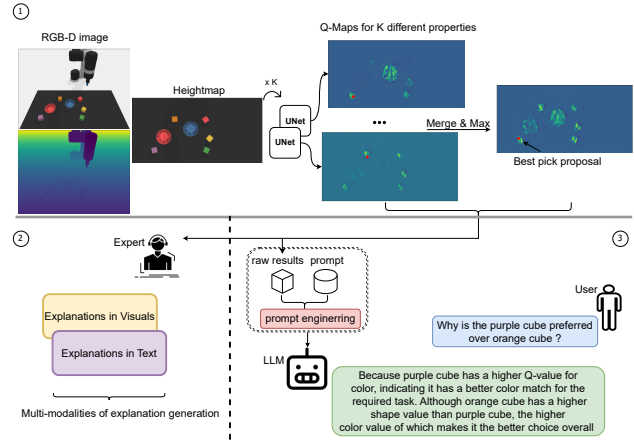 1
RGB-D image
Q-Maps for K different properties
Heightmap
x K
UNet
UNet
...
Merge & Max
Best pick proposal
2
Expert
Explanations in Visuals
Explanations in Text
Multi-modalities of explanation generation
raw results prompt
prompt enginerring
LLM
3
User
Why is the purple cube preferred
over orange cube ?
Because purple cube has a higher Q-value for
color, indicating it has a better color match for the
required task. Although orange cube has a higher
shape value than purple cube, the higher
color value of which makes it the better choice overall